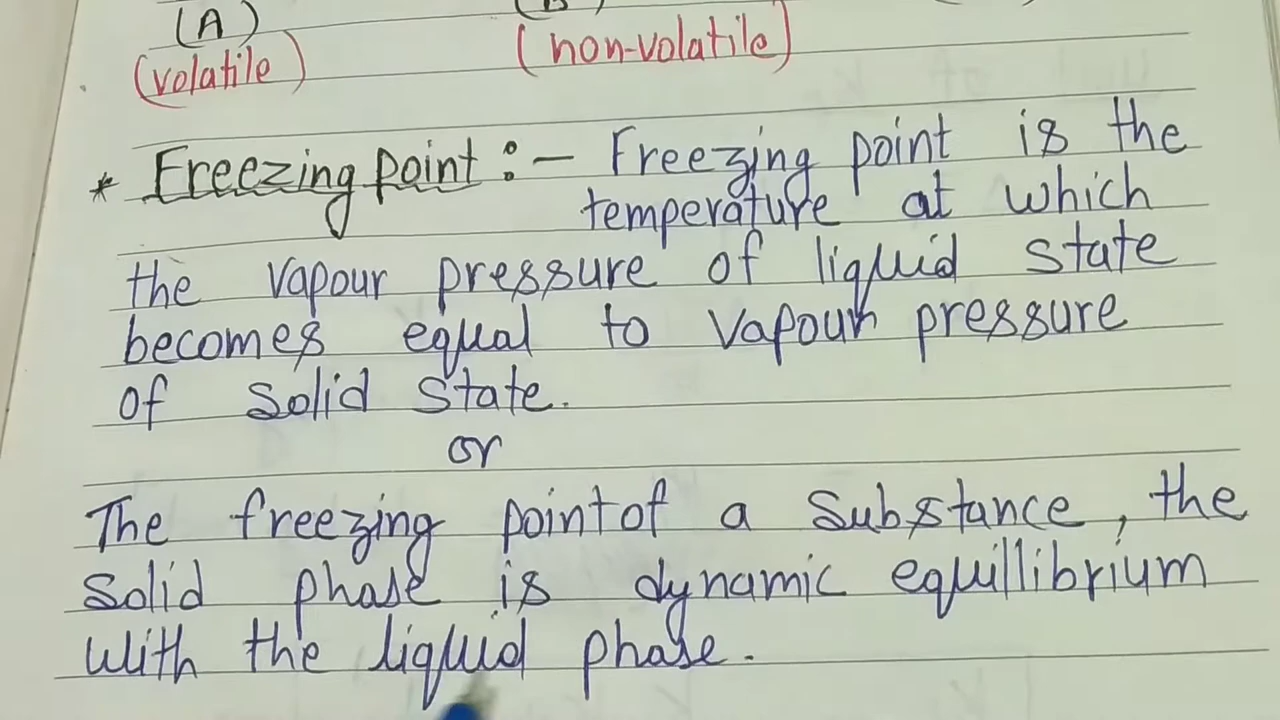 (A)
(volatile) (non-volatile)
* Freezing point :- Freezing point is the
temperature at which
the vapour pressure of liquid state
becomes equal to vapour pressure
of solid state.
or
The freezing point of a substance, the
solid phase is dynamic equillibrium
with the liquid phase.